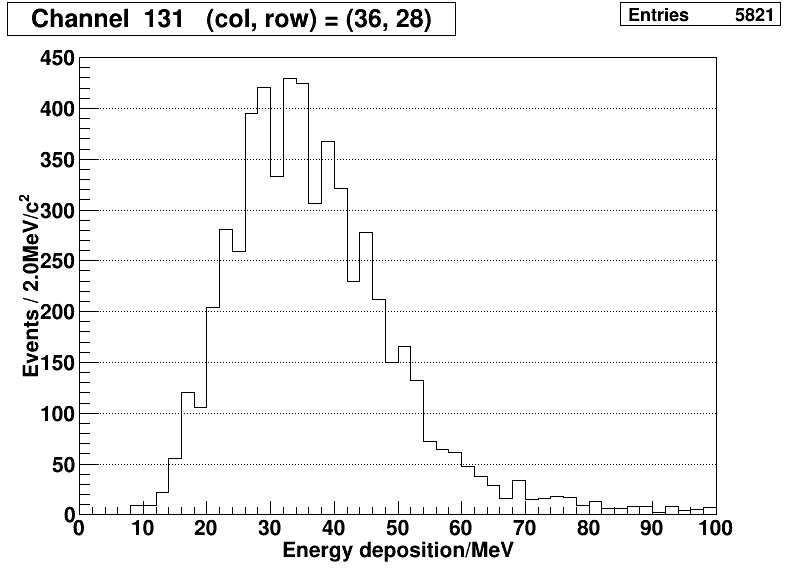 Channel 131 (col, row) = (36, 28)
Entries 5821
Events / 2.0MeV/c²
450
400
350
300
250
200
150
100
50
0
0 10 20 30 40 50 60 70 80 90 100
Energy deposition/MeV